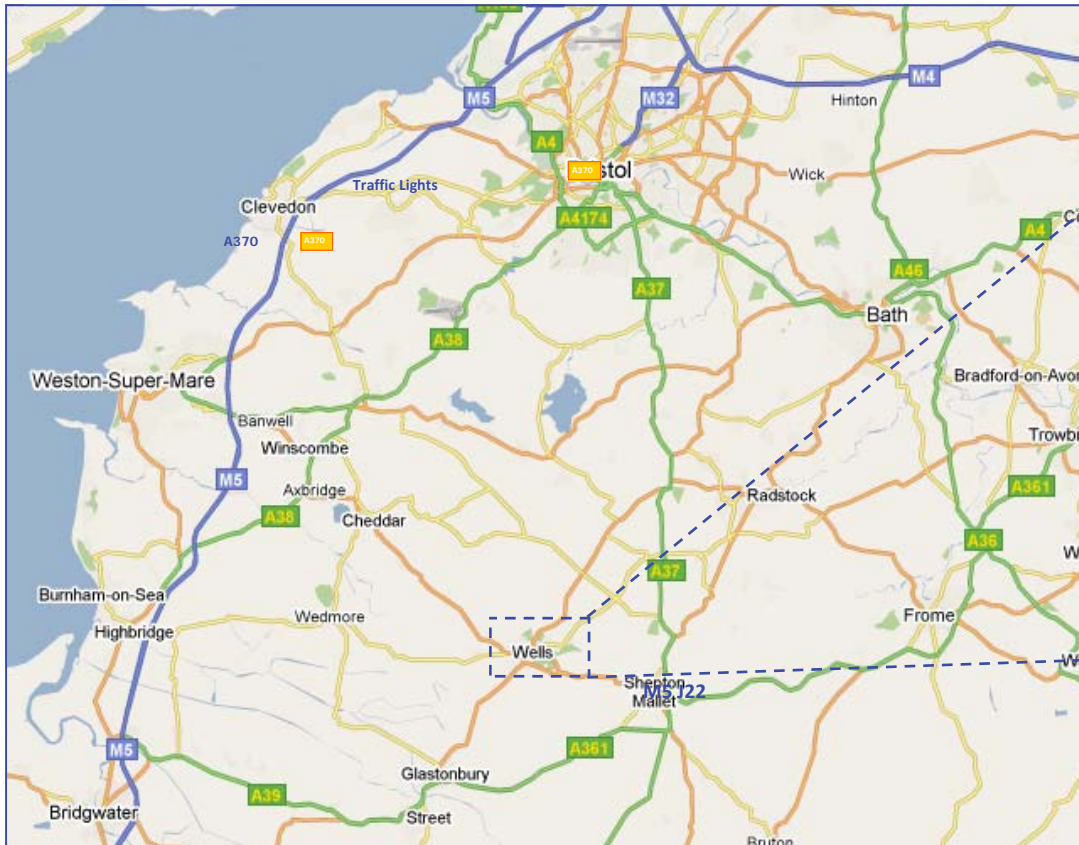 M5
M32
M4
Hinton
A4
A370
stol
Wick
Traffic Lights
Clevedon
A4174
A4
A370
A370
A46
A37
Bath
A38
Weston-Super-Mare
Bradford-on-Avon
Banwell
Winscombe
Trowbr
M5
Axbridge
Radstock
A361
A38
Cheddar
A36
A37
Burnham-on-Sea
Wedmore
Frome
Highbridge
Wells
Shepton
Mallet
M5 J22
M5
A361
Glastonbury
A39
Street
Bridgwater
Bruton